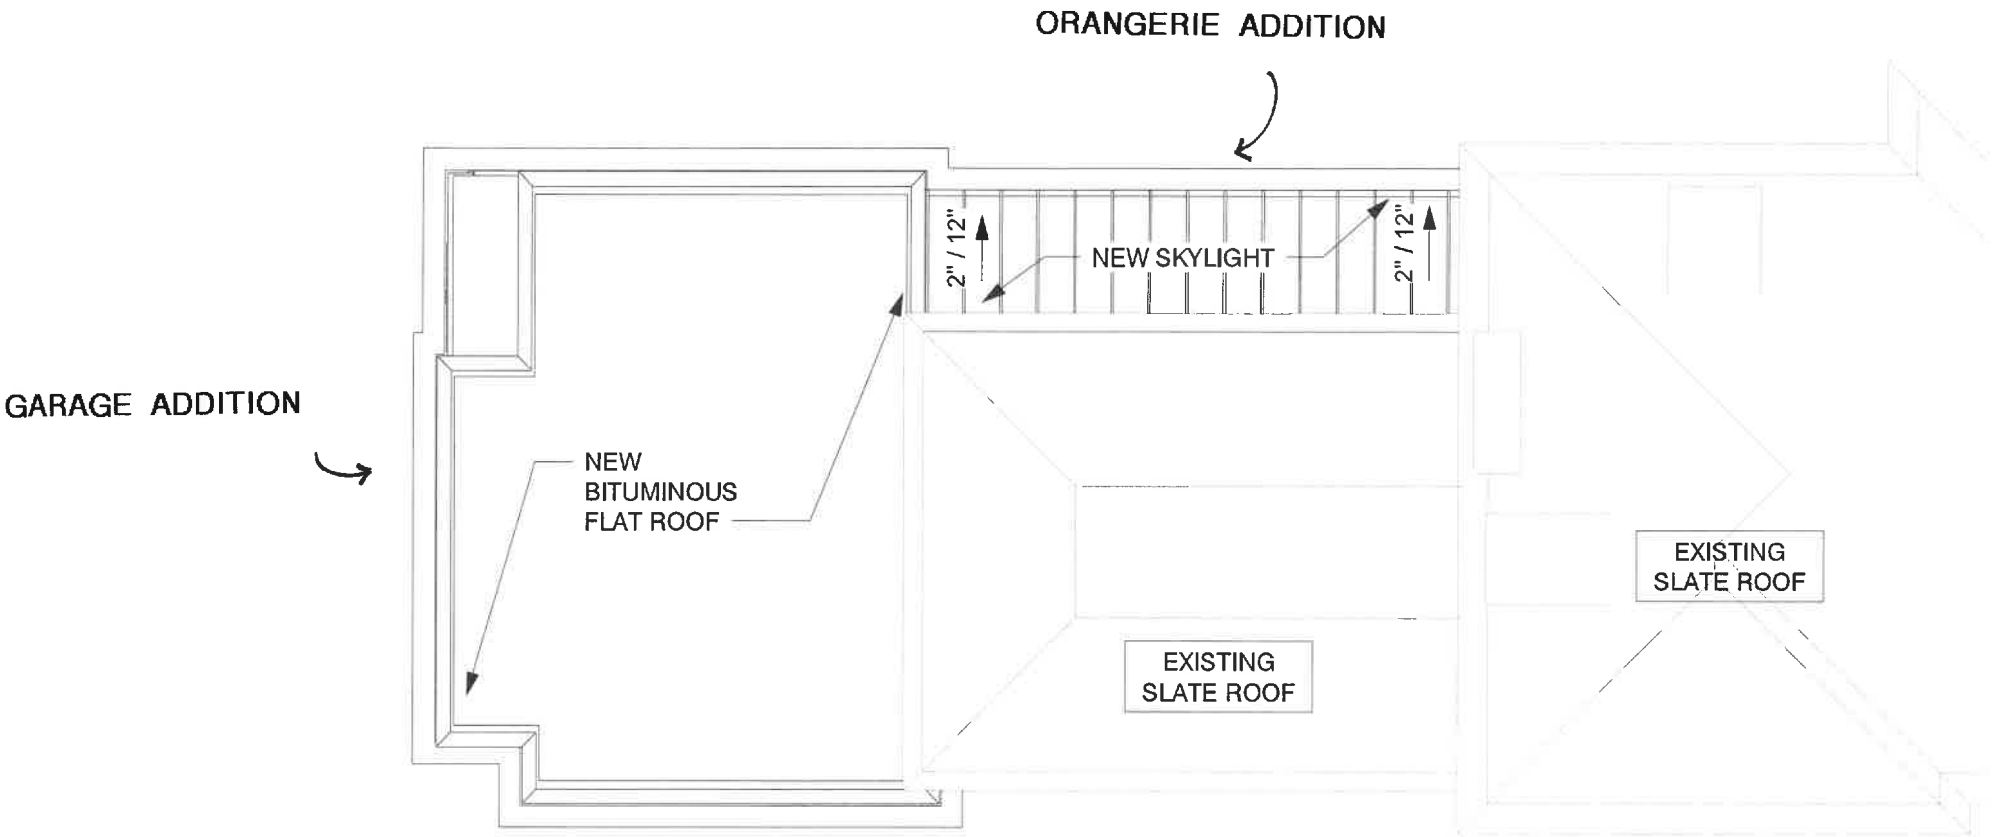 ORANGERIE ADDITION
2" / 12"
NEW SKYLIGHT
2" / 12"
GARAGE ADDITION
NEW
BITUMINOUS
FLAT ROOF
EXISTING
SLATE ROOF
EXISTING
SLATE ROOF